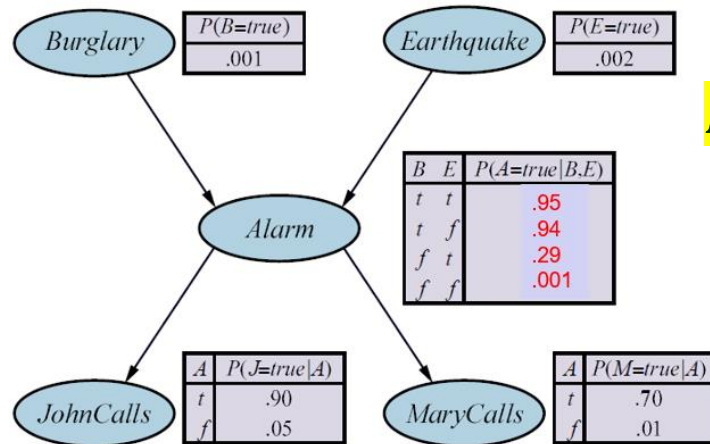 Burglary
P(B=true)
.001
Earthquake
P(E=true)
.002
B E P(A=true|B,E)
t t .95
t f .94
f t .29
f f .001
Alarm
JohnCalls
A P(J=true|A)
t .90
f .05
MaryCalls
A P(M=true|A)
t .70
f .01